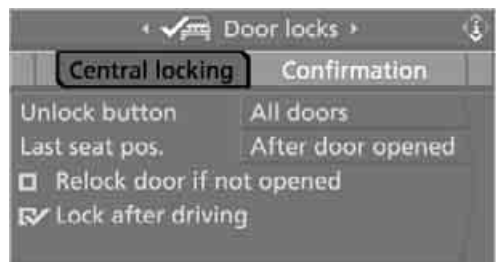 Door locks
Central locking Confirmation
Unlock button All doors
Last seat pos. After door opened
Relock door if not opened
Lock after driving